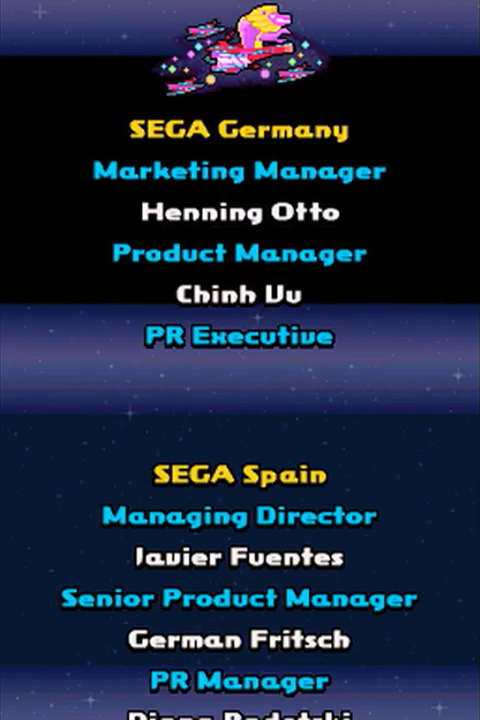 SEGA Germany
Marketing Manager
Henning Otto
Product Manager
Chinh Vu
PR Executive
SEGA Spain
Managing Director
Javier Fuentes
Senior Product Manager
German Fritsch
PR Manager